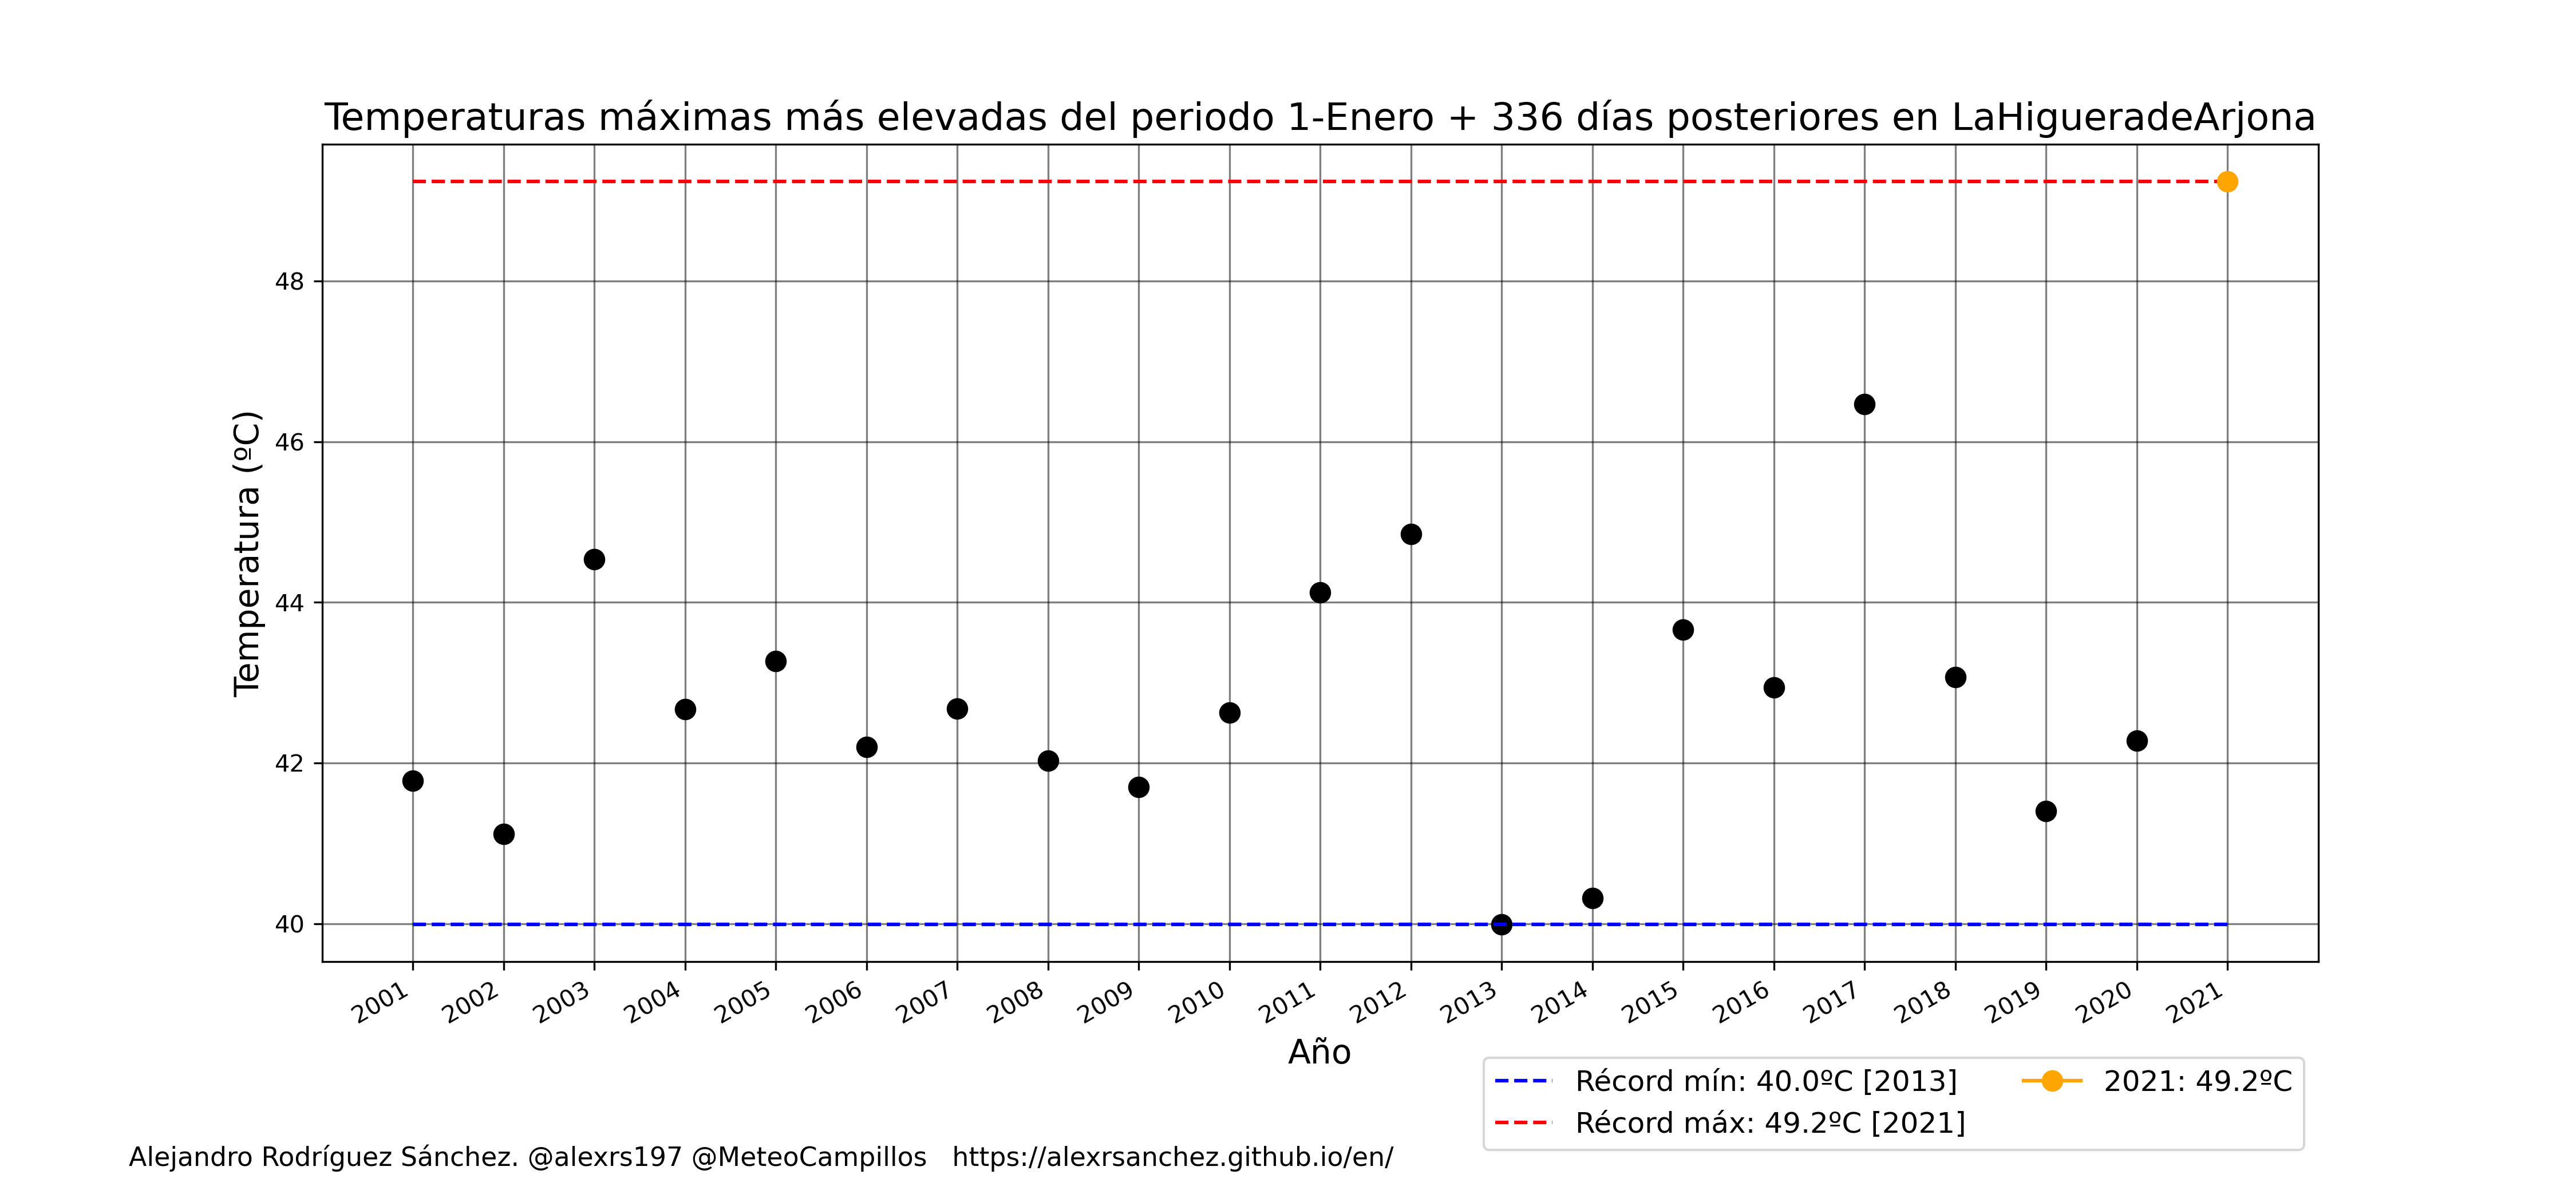 Temperaturas máximas más elevadas del periodo 1-Enero + 336 días posteriores en LaHigueradeArjona
Temperatura (ºC)
48
46
44
42
40
2001 2002 2003 2004 2005 2006 2007 2008 2009 2010 2011 2012 2013 2014 2015 2016 2017 2018 2019 2020 2021
Año
Récord mín: 40.0ºC [2013]
Récord máx: 49.2ºC [2021]
2021: 49.2ºC
Alejandro Rodríguez Sánchez. @alexrs197 @MeteoCampillos https://alexrsanchez.github.io/en/